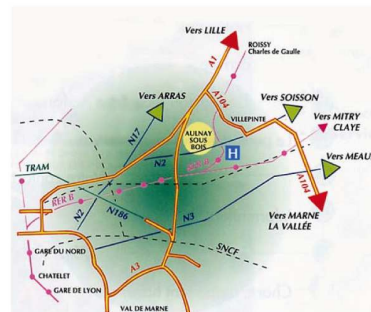 Vers LILLE
ROISSY
Charles de Gaulle
A1
A104
Vers ARRAS
Vers SOISSON
VILLEPINTE
Vers MITRY
CLAYE
N17
AULNAY
SOUS
BOIS
H
N2
Vers MEAU
TRAM
RER B
RER B
A104
N2
N186
N3
Vers MARNE
LA VALLÉE
SNCF
GARE DU NORD
A3
CHATELET
GARE DE LYON
VAL DE MARNE